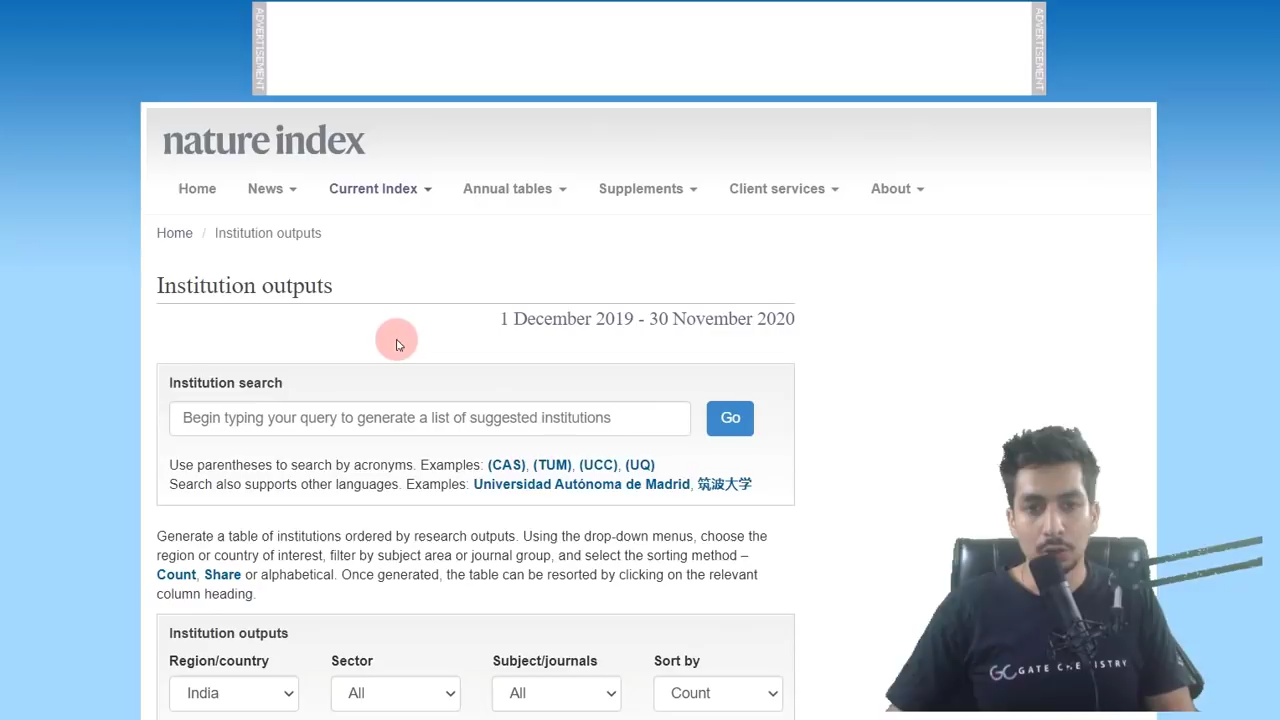 ADVERTISEMENT
ADVERTISEMENT
nature index
Home News Current Index Annual tables Supplements Client services About
Home / Institution outputs
Institution outputs
1 December 2019 - 30 November 2020
Institution search
Begin typing your query to generate a list of suggested institutions Go
Use parentheses to search by acronyms. Examples: (CAS), (TUM), (UCC), (UQ)
Search also supports other languages. Examples: Universidad Autónoma de Madrid, 筑波大学
Generate a table of institutions ordered by research outputs. Using the drop-down menus, choose the
region or country of interest, filter by subject area or journal group, and select the sorting method –
Count, Share or alphabetical. Once generated, the table can be resorted by clicking on the relevant
column heading.
Institution outputs
Region/country Sector Subject/journals Sort by
India All All Count
GC GATE CHEMISTRY